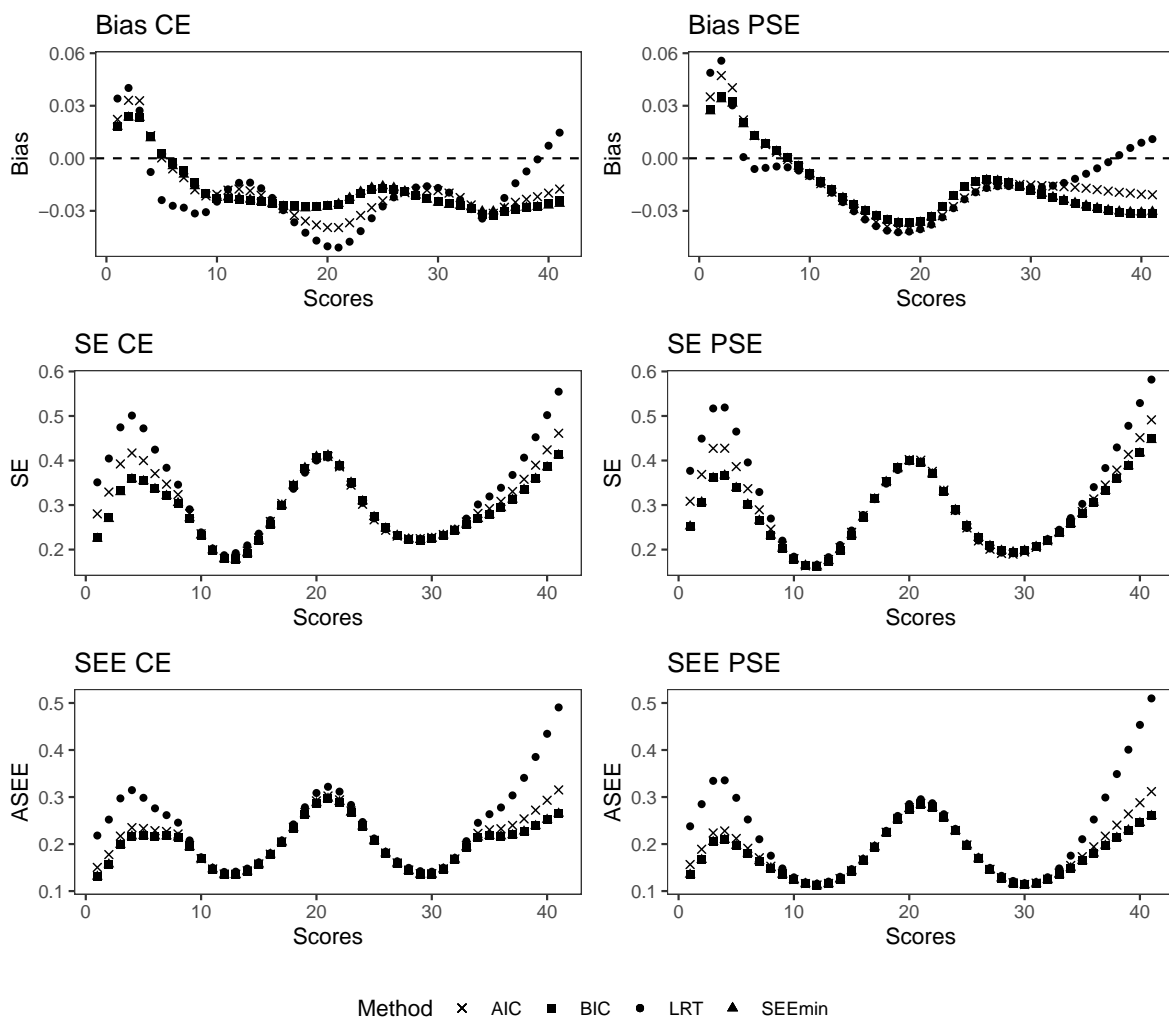 Bias CE
Bias PSE
0.06
0.03
0.00
−0.03
Bias
0 10 20 30 40
Scores
0.06
0.03
0.00
−0.03
Bias
0 10 20 30 40
Scores
SE CE
SE PSE
0.6
0.5
0.4
0.3
0.2
SE
0 10 20 30 40
Scores
0.6
0.5
0.4
0.3
0.2
SE
0 10 20 30 40
Scores
SEE CE
SEE PSE
0.5
0.4
0.3
0.2
0.1
ASEE
0 10 20 30 40
Scores
0.5
0.4
0.3
0.2
0.1
ASEE
0 10 20 30 40
Scores
Method AIC BIC LRT SEEmin